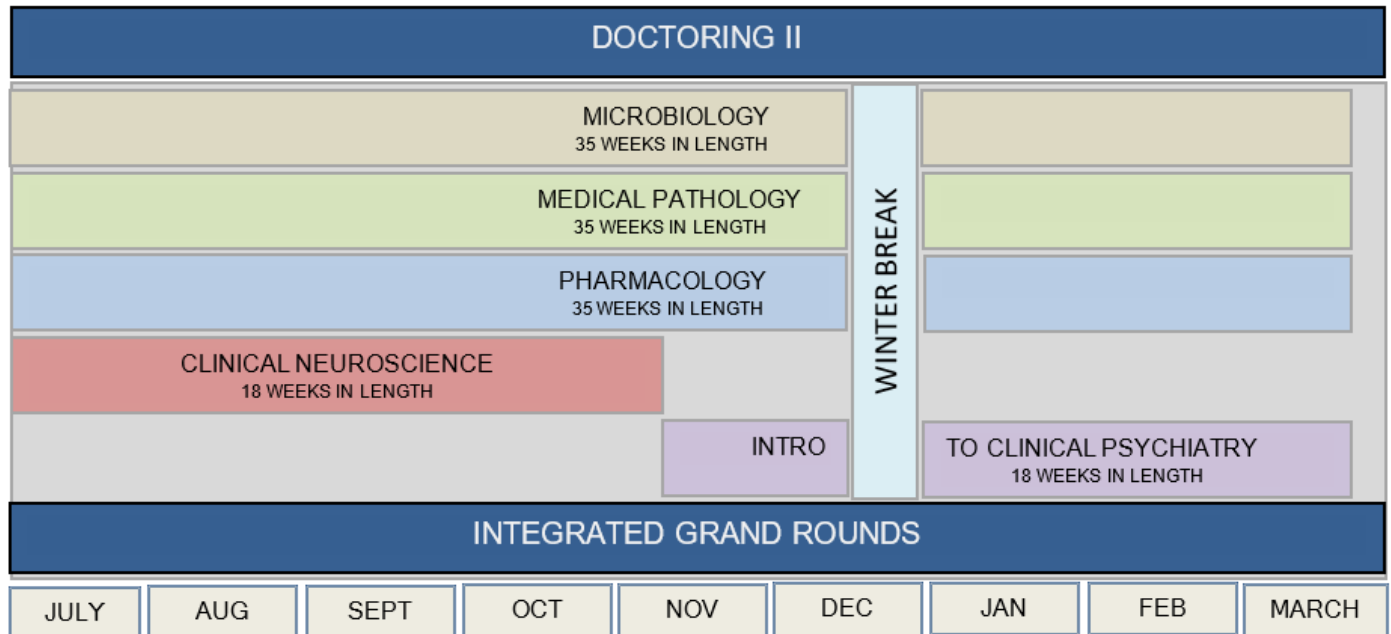 DOCTORING II
MICROBIOLOGY
35 WEEKS IN LENGTH
MEDICAL PATHOLOGY
35 WEEKS IN LENGTH
PHARMACOLOGY
35 WEEKS IN LENGTH
WINTER BREAK
CLINICAL NEUROSCIENCE
18 WEEKS IN LENGTH
INTRO TO CLINICAL PSYCHIATRY
18 WEEKS IN LENGTH
INTEGRATED GRAND ROUNDS
JULY AUG SEPT OCT NOV DEC JAN FEB MARCH